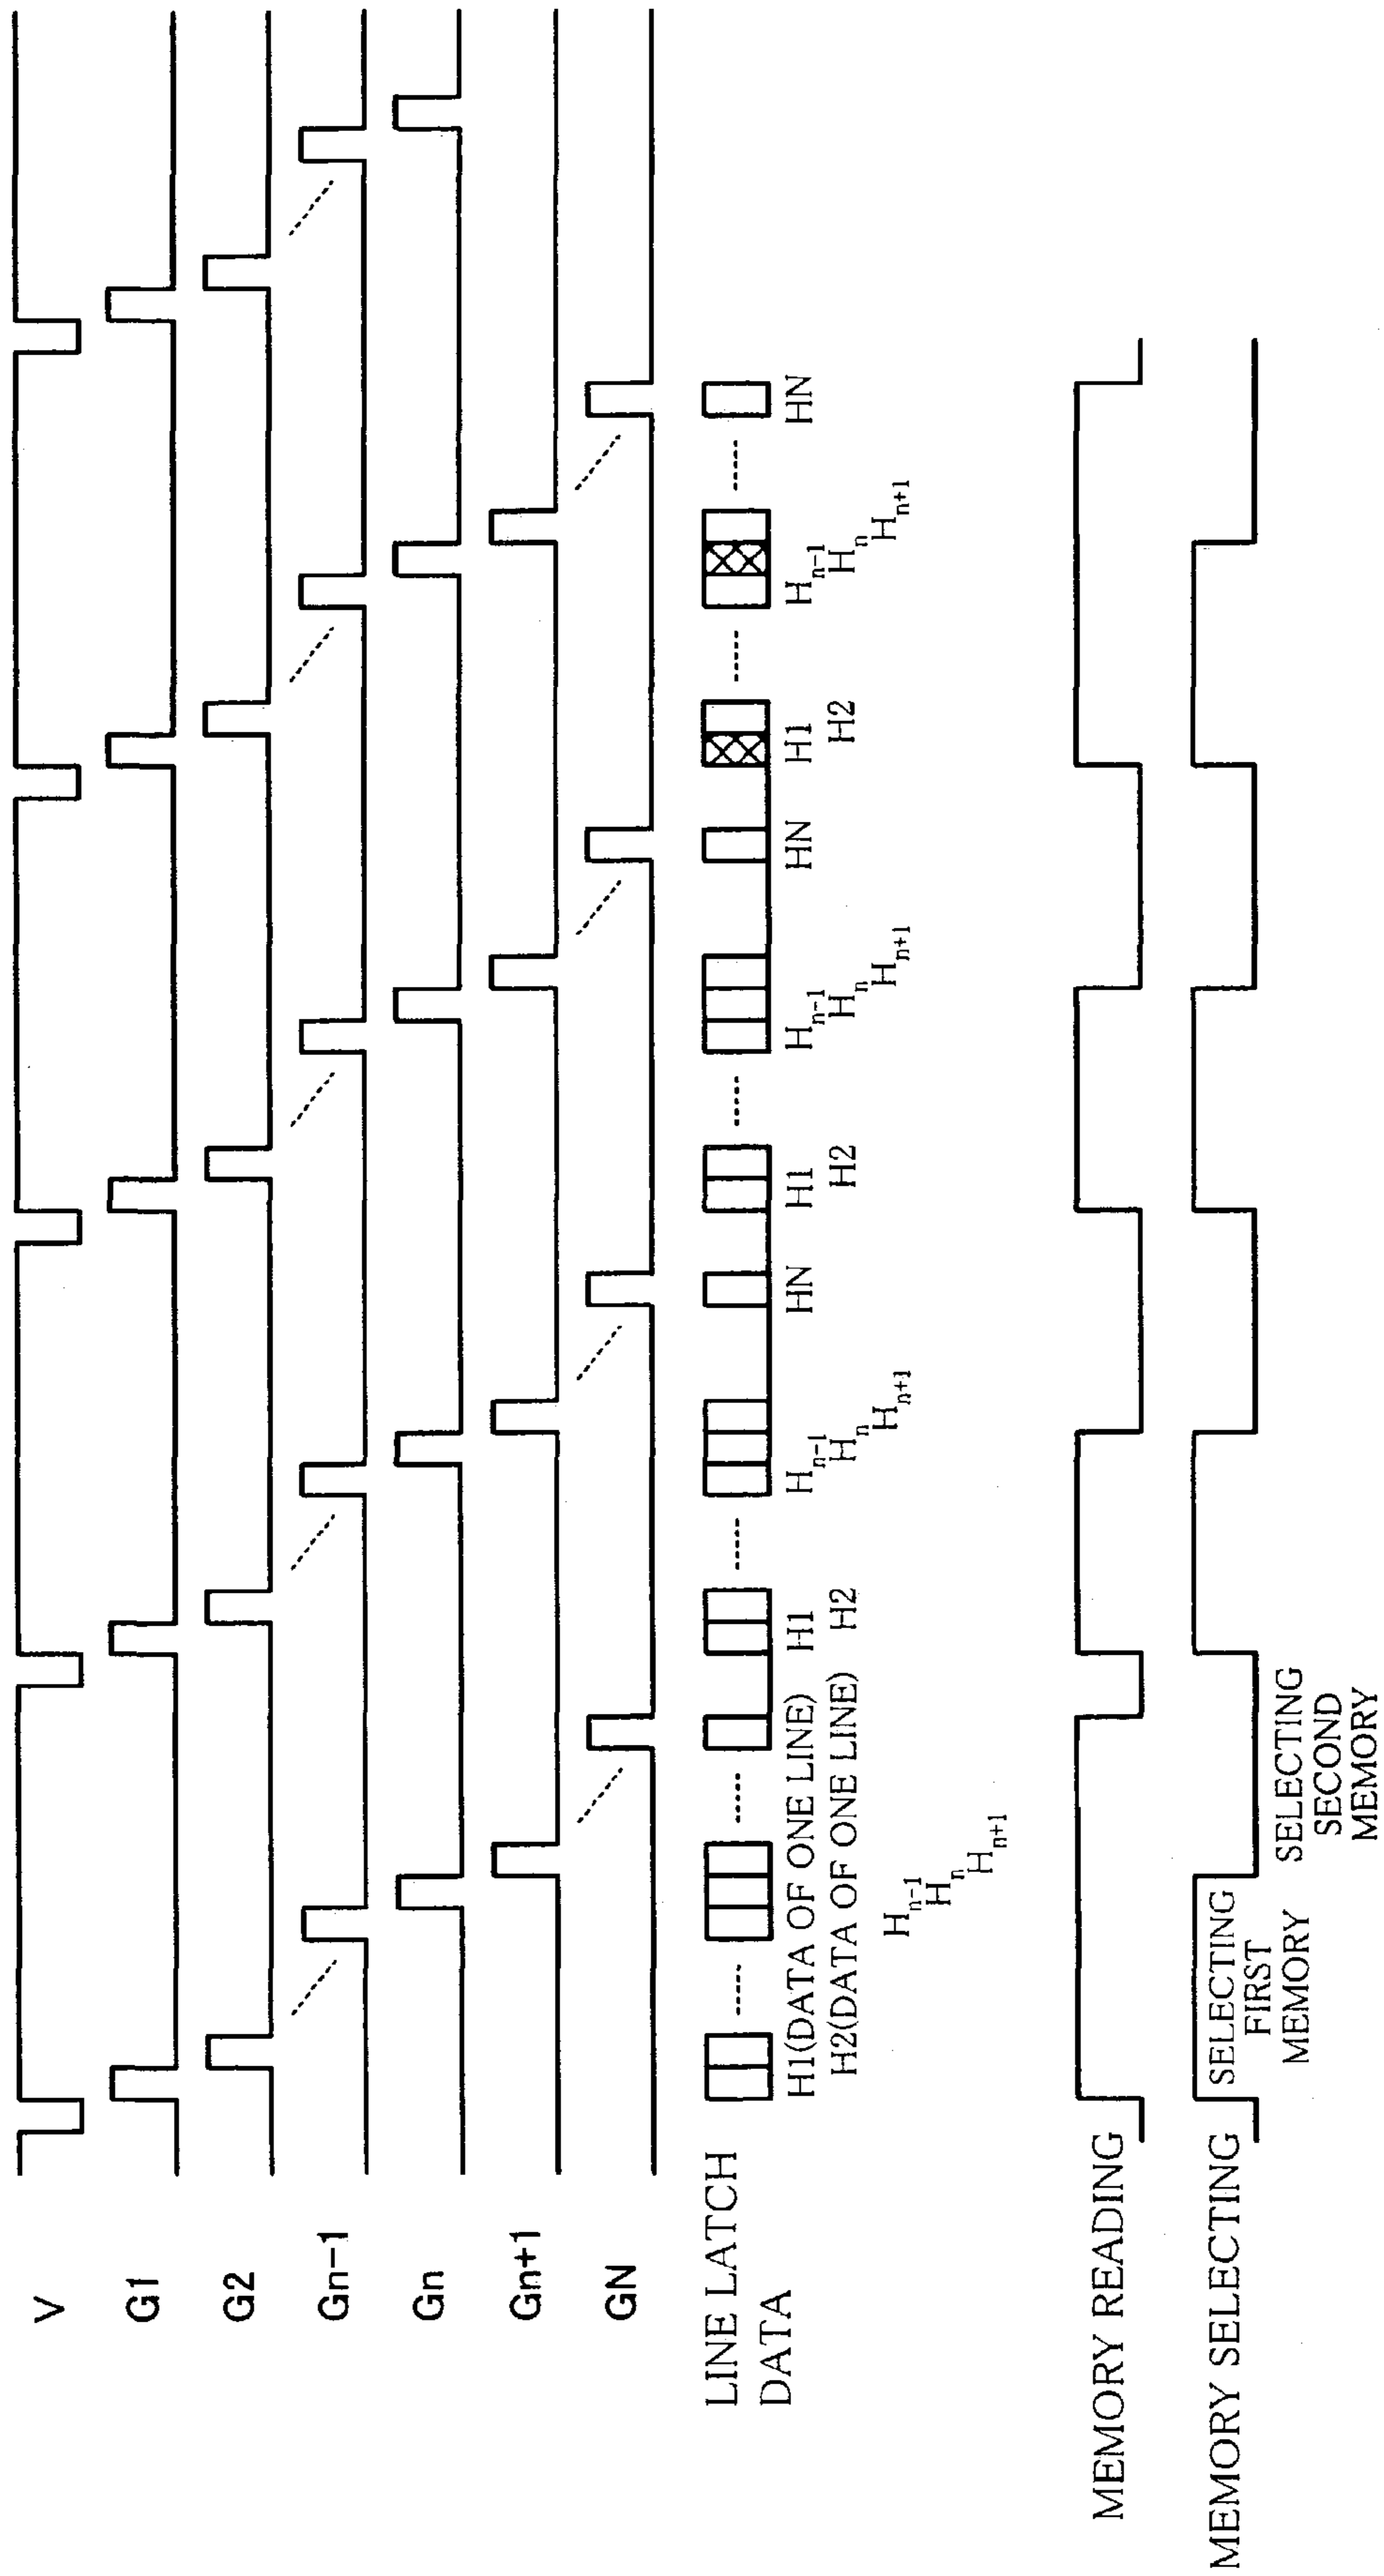 V
G1
G2
Gn-1
Gn
Gn+1
GN
LINE LATCH
DATA
H1(DATA OF ONE LINE)
H2(DATA OF ONE LINE)
Hn-1
Hn
Hn+1
H1
H2
Hn-1
Hn
Hn+1
HN
H1
H2
Hn-1
Hn
Hn+1
HN
H1
H2
Hn-1
Hn
Hn+1
HN
MEMORY READING
MEMORY SELECTING
SELECTING
FIRST
MEMORY
SELECTING
SECOND
MEMORY